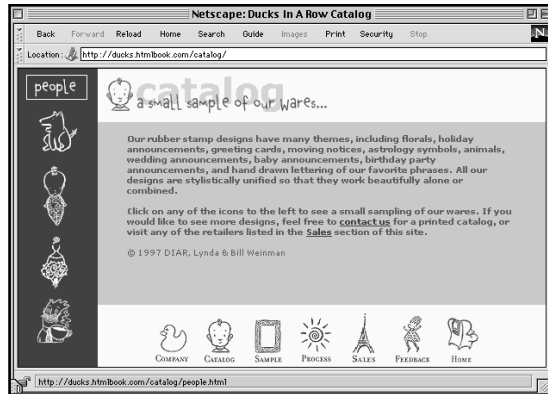 Netscape: Ducks In A Row Catalog
Back Forward Reload Home Search Guide Images Print Security Stop
N
Location: http://ducks.htmlbook.com/catalog/
people
catalog
a small sample of our wares...
Our rubber stamp designs have many themes, including florals, holiday
announcements, greeting cards, moving notices, astrology symbols, animals,
wedding announcements, baby announcements, birthday party
announcements, and hand drawn lettering of our favorite phrases. All our
designs are stylistically unified so that they work beautifully alone or
combined.
Click on any of the icons to the left to see a small sampling of our wares. If you
would like to see more designs, feel free to contact us for a printed catalog, or
visit any of the retailers listed in the Sales section of this site.
© 1997 DIAR, Lynda & Bill Weinman
Company Catalog Sample Process Sales Feedback Home
http://ducks.htmlbook.com/catalog/people.html